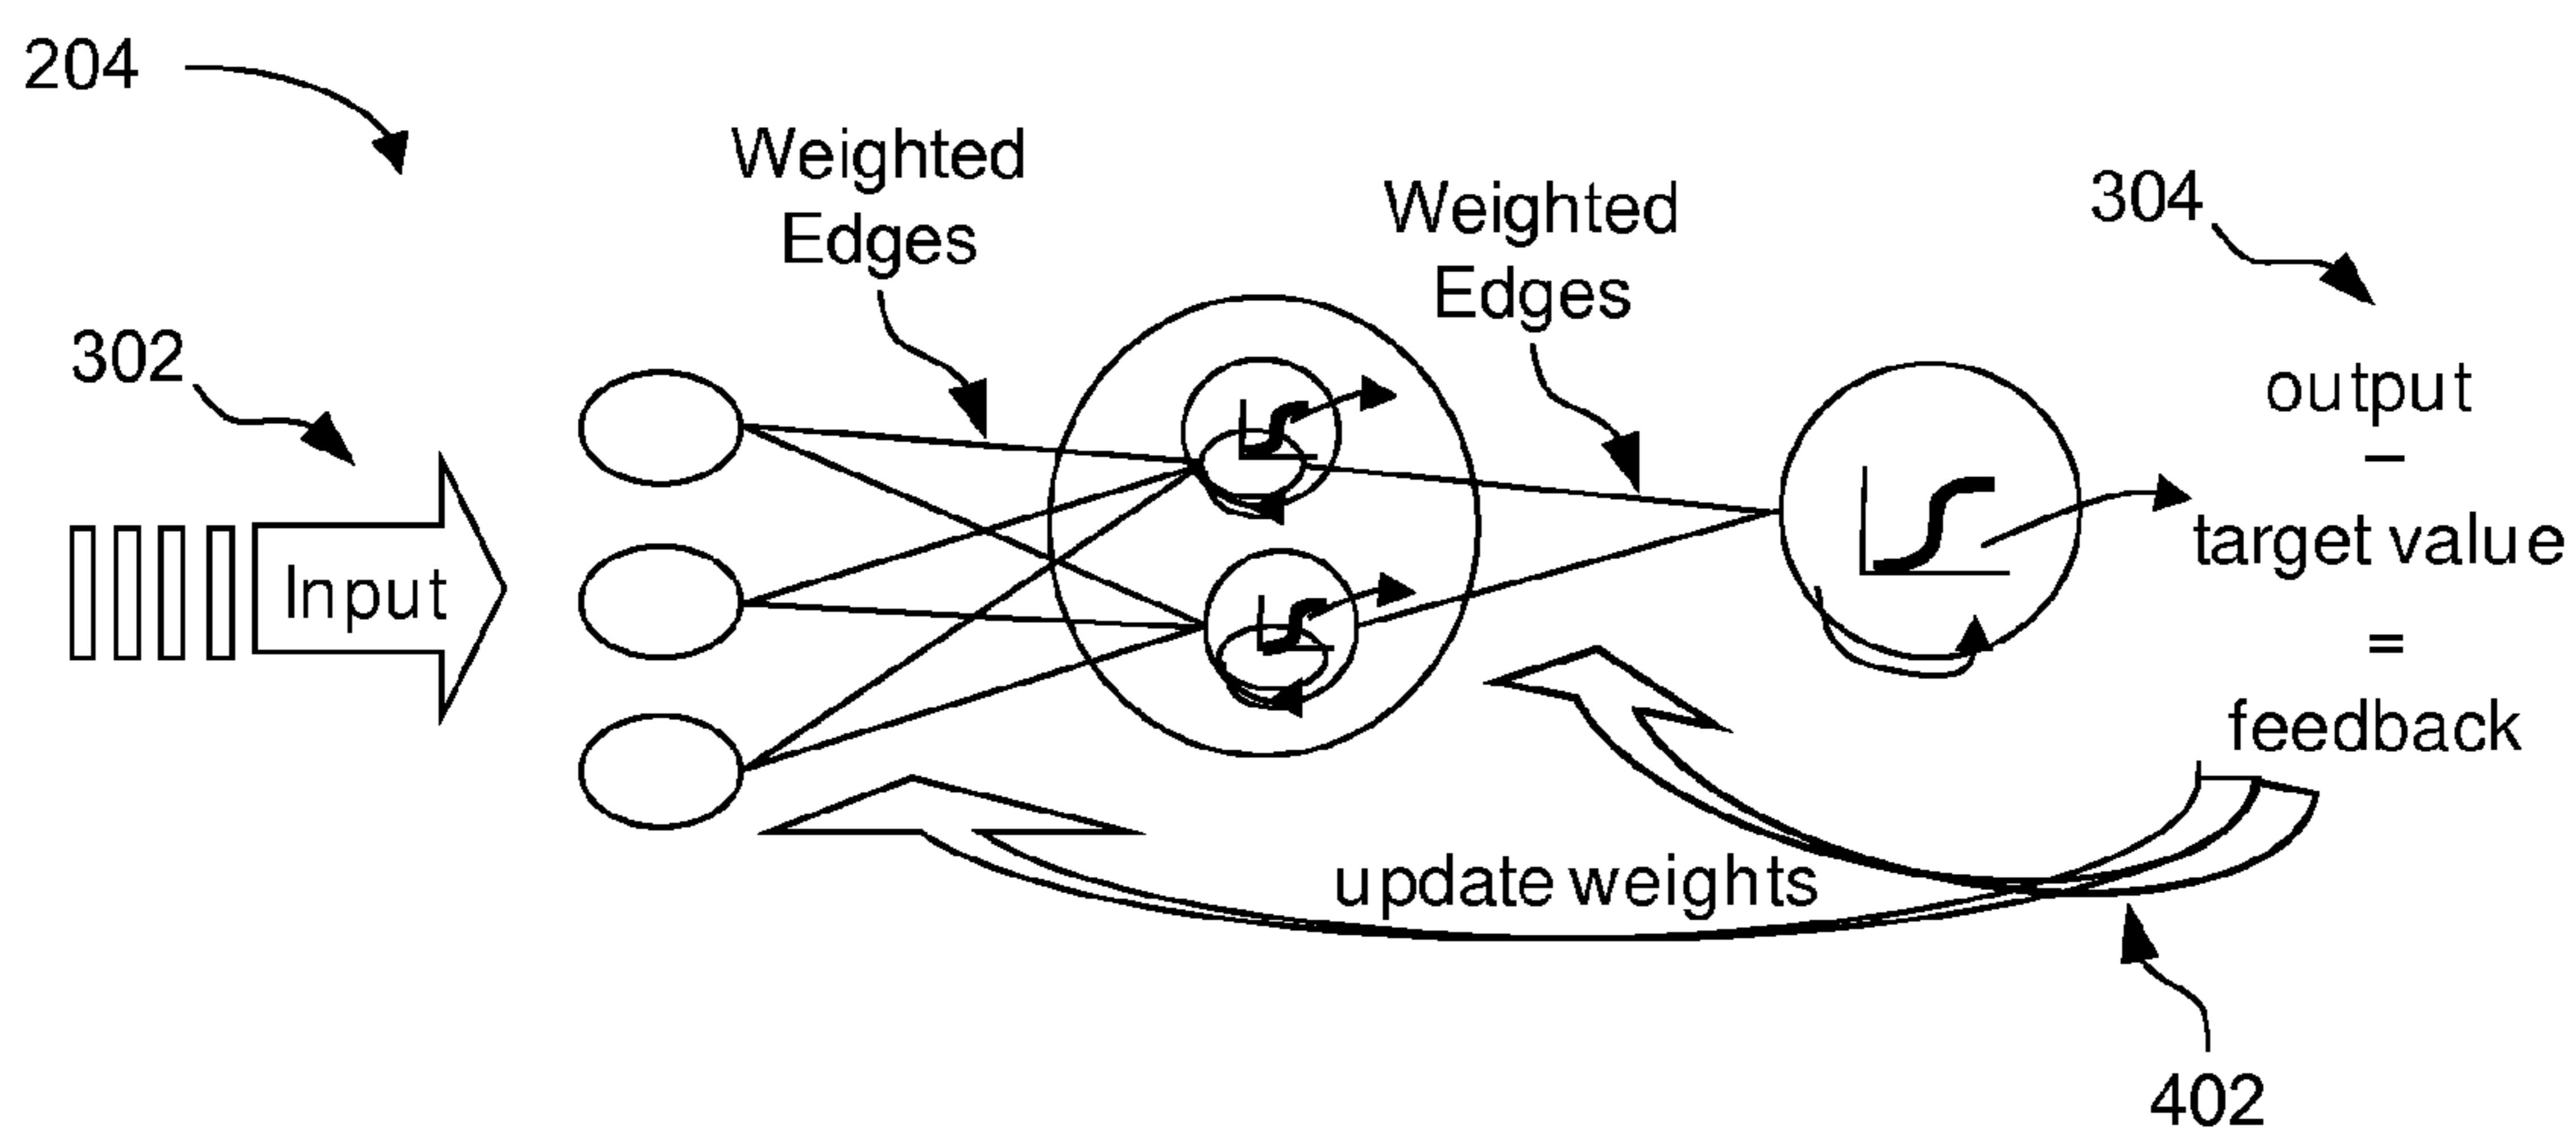 204
Weighted
Edges
Weighted
Edges
304
302
Input
output
–
target value
=
feedback
update weights
402